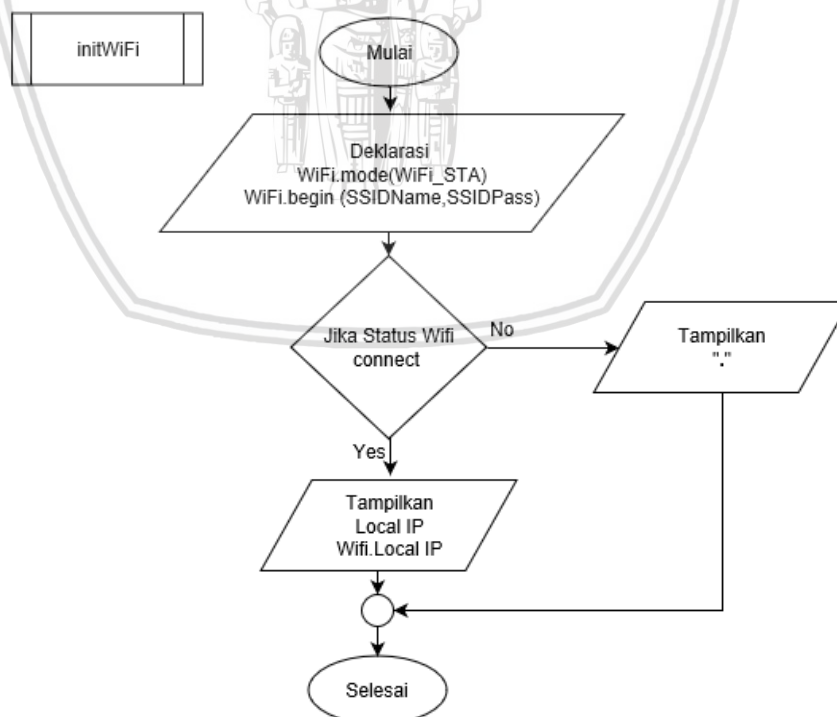 initWiFi
Mulai
Deklarasi
WiFi.mode(WiFi_STA)
WiFi.begin (SSIDName,SSIDPass)
Jika Status Wifi
connect
No
Tampilkan
"."
Yes
Tampilkan
Local IP
Wifi.Local IP
Selesai